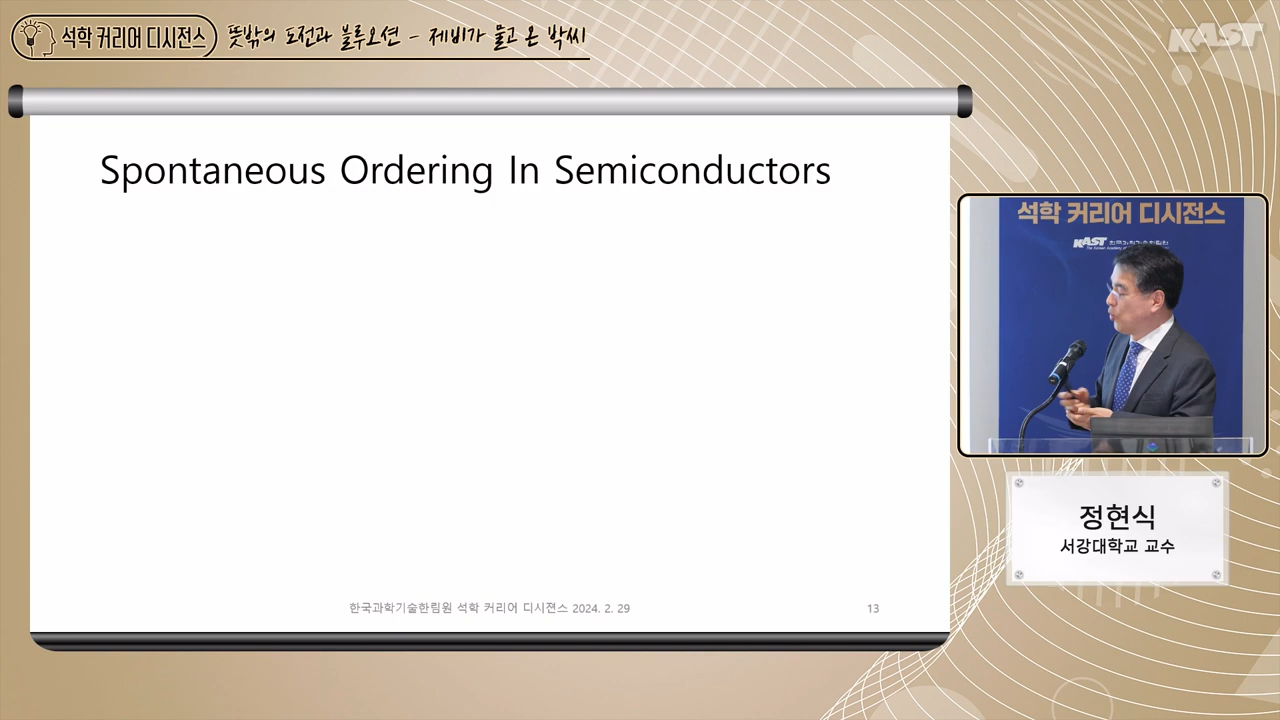 석학 커리어 디시전스
뜻밖의 도전과 블루오션 - 제비가 물고 온 박씨
KAST
Spontaneous Ordering In Semiconductors
석학 커리어 디시전스
KAST
정현식
서강대학교 교수
한국과학기술한림원 석학 커리어 디시젼스 2024. 2. 29
13